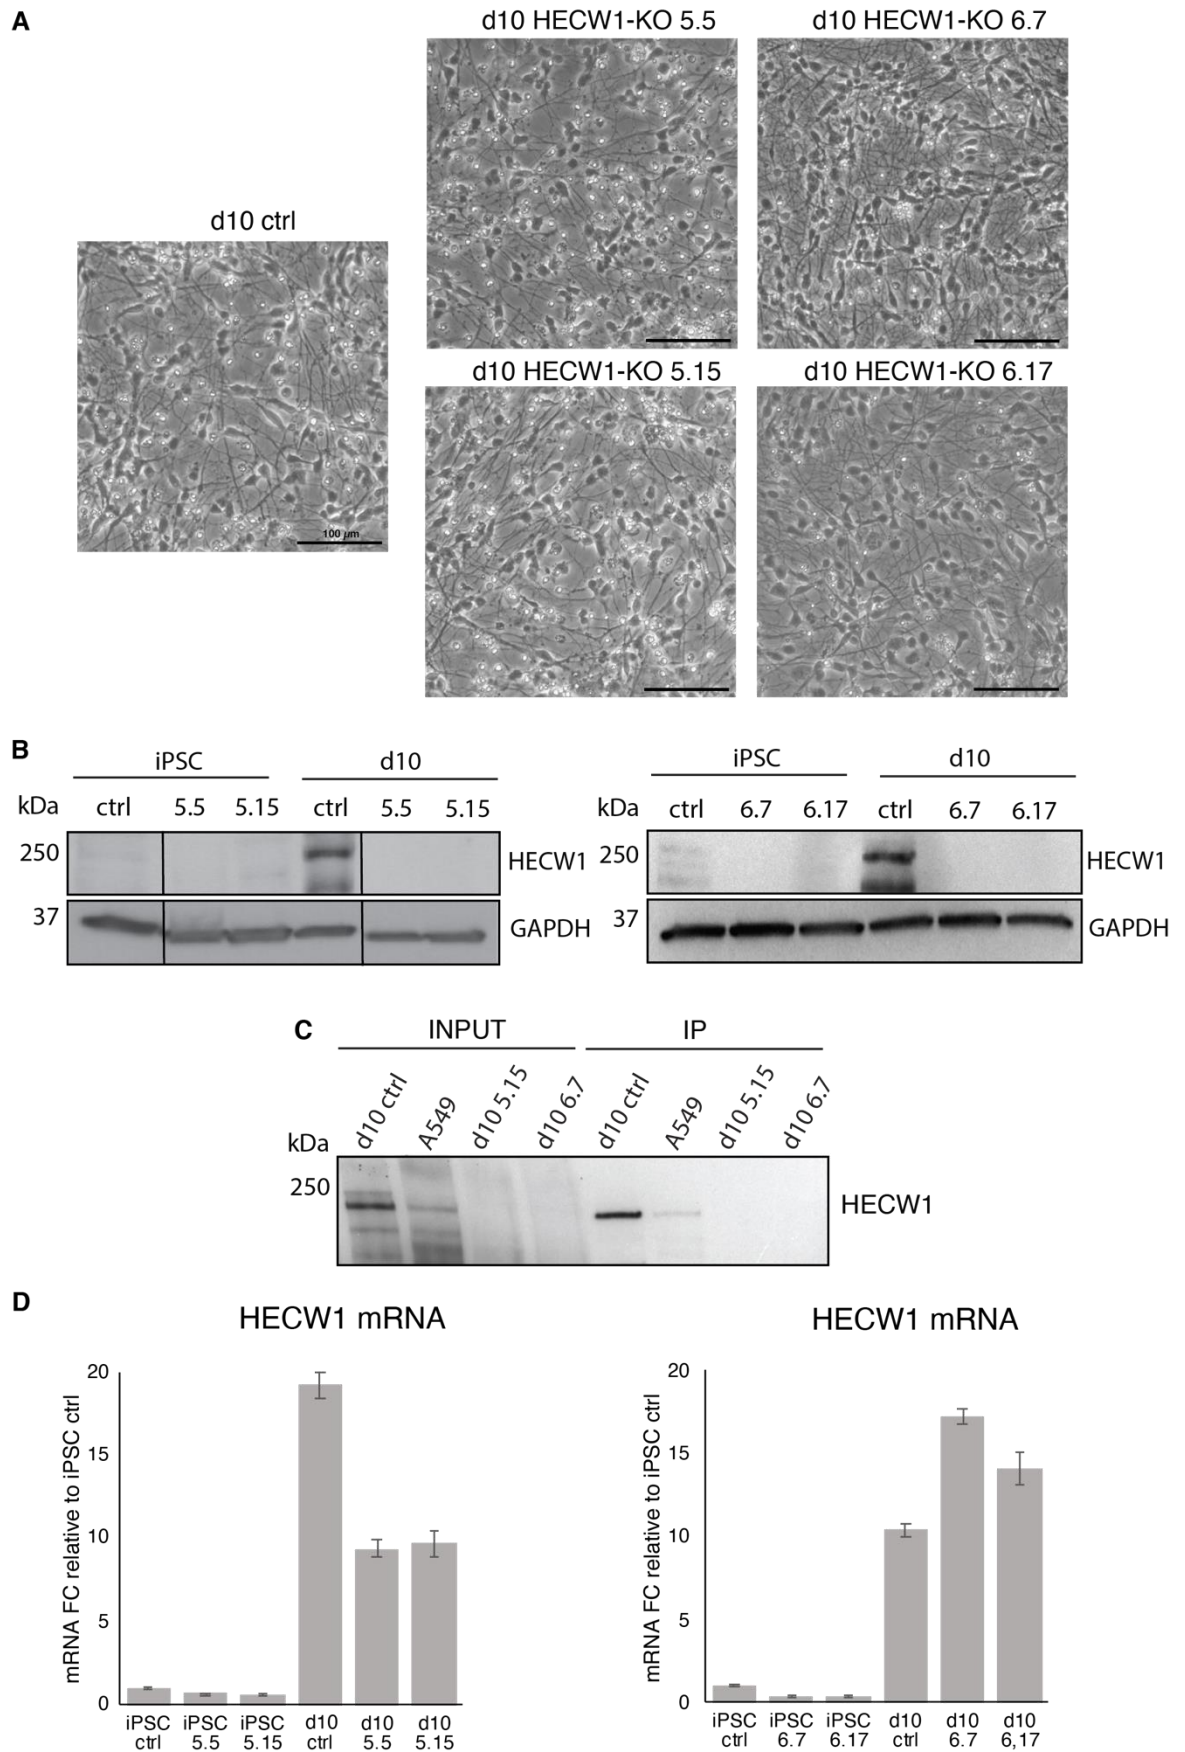 A
d10 HECW1-KO 5.5
d10 HECW1-KO 6.7
d10 ctrl
100 µm
d10 HECW1-KO 5.15
d10 HECW1-KO 6.17
B
iPSC
d10
kDa
ctrl
5.5
5.15
ctrl
5.5
5.15
250
HECW1
37
GAPDH
iPSC
d10
kDa
ctrl
6.7
6.17
ctrl
6.7
6.17
250
HECW1
37
GAPDH
C
INPUT
IP
kDa
d10 ctrl
A549
d10 5.15
d10 6.7
d10 ctrl
A549
d10 5.15
d10 6.7
250
HECW1
D
HECW1 mRNA
mRNA FC relative to iPSC ctrl
20
15
10
5
0
iPSC ctrl
iPSC 5.5
iPSC 5.15
d10 ctrl
d10 5.5
d10 5.15
HECW1 mRNA
mRNA FC relative to iPSC ctrl
20
15
10
5
0
iPSC ctrl
iPSC 6.7
iPSC 6.17
d10 ctrl
d10 6.7
d10 6,17